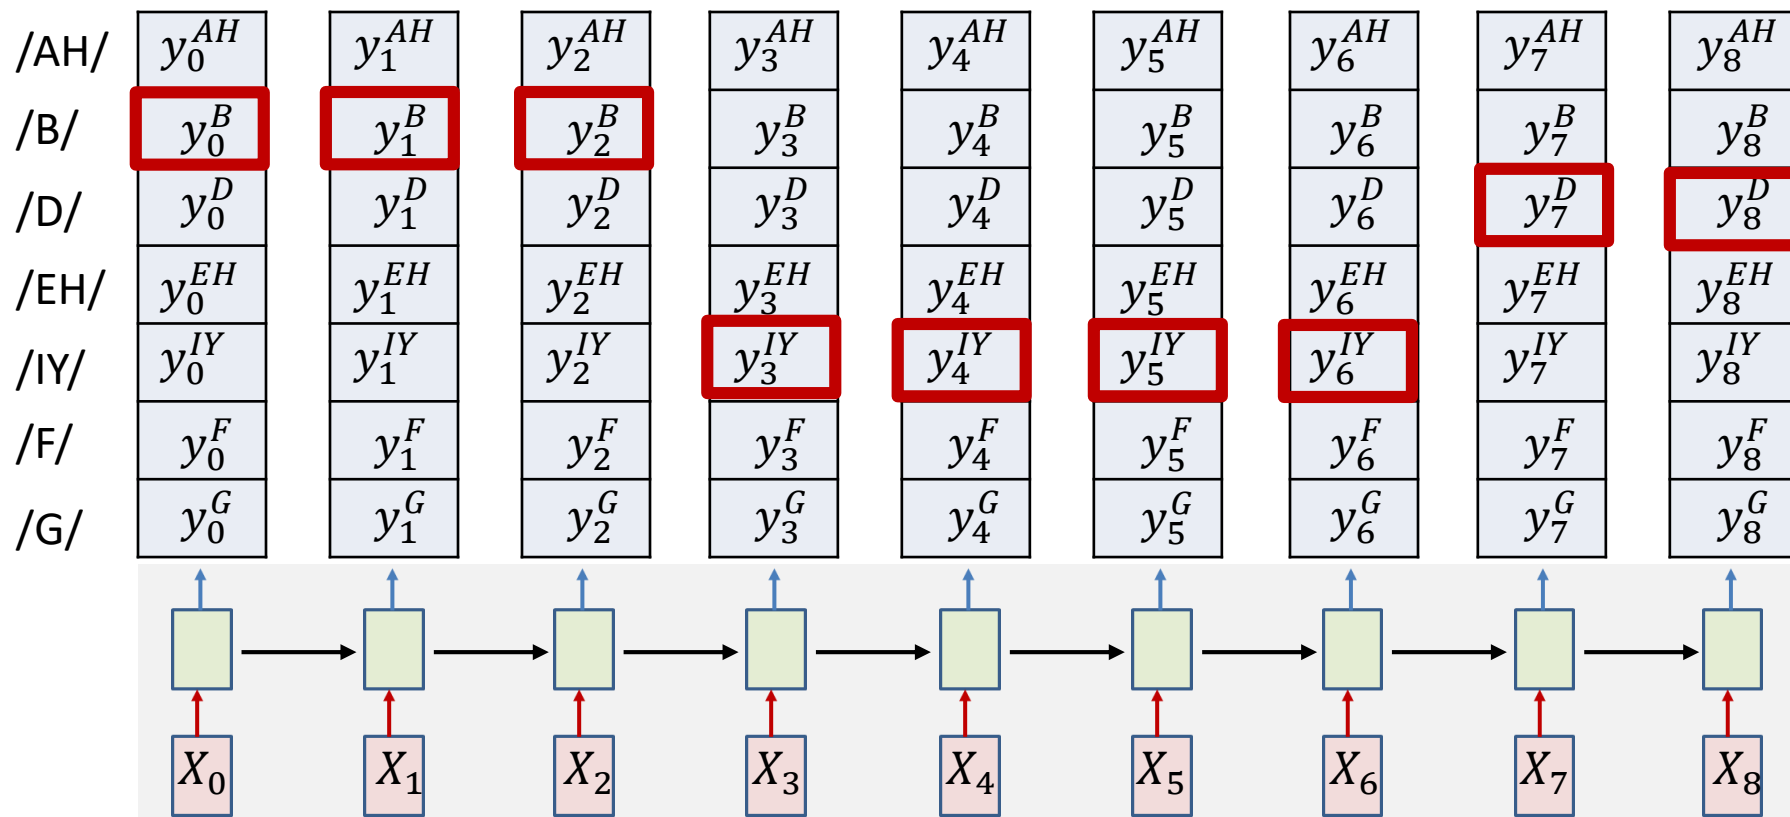 /AH/ y_0^{AH} y_1^{AH} y_2^{AH} y_3^{AH} y_4^{AH} y_5^{AH} y_6^{AH} y_7^{AH} y_8^{AH}
/B/ y_0^{B} y_1^{B} y_2^{B} y_3^{B} y_4^{B} y_5^{B} y_6^{B} y_7^{B} y_8^{B}
/D/ y_0^{D} y_1^{D} y_2^{D} y_3^{D} y_4^{D} y_5^{D} y_6^{D} y_7^{D} y_8^{D}
/EH/ y_0^{EH} y_1^{EH} y_2^{EH} y_3^{EH} y_4^{EH} y_5^{EH} y_6^{EH} y_7^{EH} y_8^{EH}
/IY/ y_0^{IY} y_1^{IY} y_2^{IY} y_3^{IY} y_4^{IY} y_5^{IY} y_6^{IY} y_7^{IY} y_8^{IY}
/F/ y_0^{F} y_1^{F} y_2^{F} y_3^{F} y_4^{F} y_5^{F} y_6^{F} y_7^{F} y_8^{F}
/G/ y_0^{G} y_1^{G} y_2^{G} y_3^{G} y_4^{G} y_5^{G} y_6^{G} y_7^{G} y_8^{G}
X_0 X_1 X_2 X_3 X_4 X_5 X_6 X_7 X_8